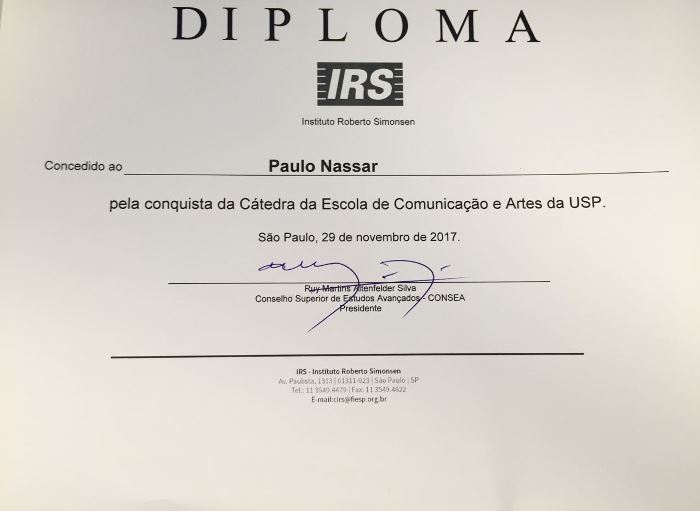 DIPLOMA
IRS
Instituto Roberto Simonsen
Concedido ao Paulo Nassar
pela conquista da Cátedra da Escola de Comunicação e Artes da USP.
São Paulo, 29 de novembro de 2017.
Ruy Martins Altenfelder Silva
Conselho Superior de Estudos Avançados - CONSEA
Presidente
IRS - Instituto Roberto Simonsen
Av. Paulista, 1313 | 01311-923 | São Paulo | SP
Tel.: 11 3549.4479 | Fax: 11 3549.4622
E-mail:cirs@fiesp.org.br